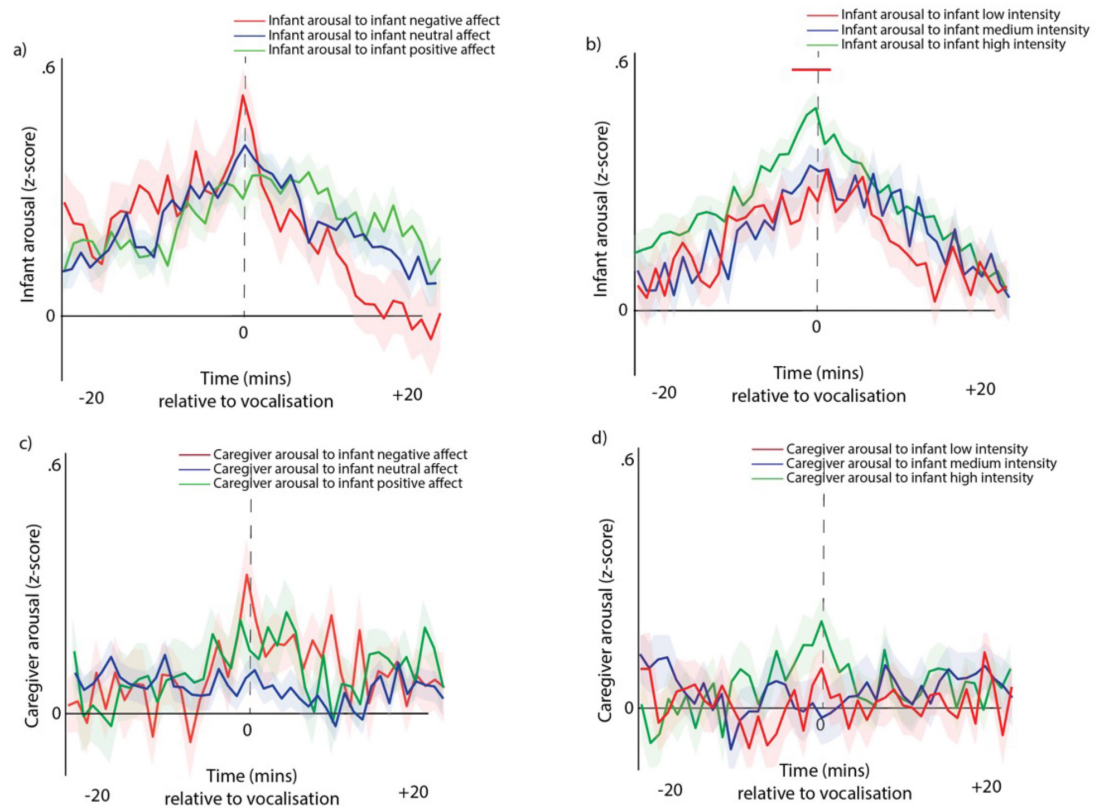 a)
Infant arousal to infant negative affect
Infant arousal to infant neutral affect
Infant arousal to infant positive affect
.6
Infant arousal (z-score)
0
0
Time (mins)
-20
+20
relative to vocalisation
b)
Infant arousal to infant low intensity
Infant arousal to infant medium intensity
Infant arousal to infant high intensity
.6
Infant arousal (z-score)
0
0
Time (mins)
-20
+20
relative to vocalisation
c)
Caregiver arousal to infant negative affect
Caregiver arousal to infant neutral affect
Caregiver arousal to infant positive affect
.6
Caregiver arousal (z-score)
0
0
Time (mins)
-20
+20
relative to vocalisation
d)
Caregiver arousal to infant low intensity
Caregiver arousal to infant medium intensity
Caregiver arousal to infant high intensity
.6
Caregiver arousal (z-score)
0
0
Time (mins)
-20
+20
relative to vocalisation